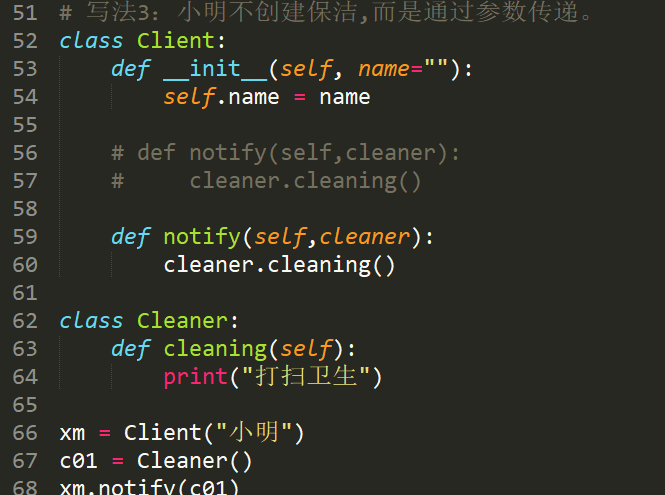 51 # 写法3：小明不创建保洁,而是通过参数传递。
52 class Client:
53     def __init__(self, name=""):
54         self.name = name
55
56     # def notify(self,cleaner):
57     #     cleaner.cleaning()
58
59     def notify(self,cleaner):
60         cleaner.cleaning()
61
62 class Cleaner:
63     def cleaning(self):
64         print("打扫卫生")
65
66 xm = Client("小明")
67 c01 = Cleaner()
68 xm.notify(c01)